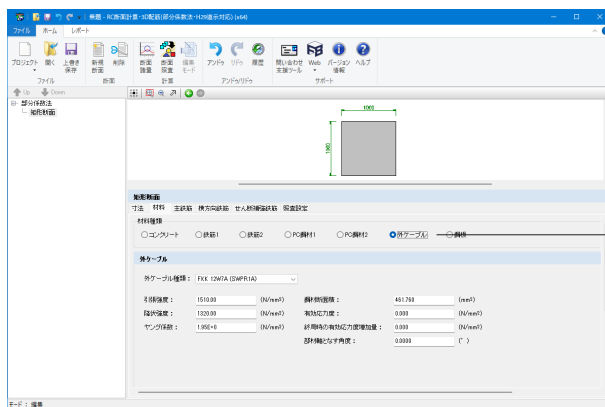 無題 - RC断面計算・3D配筋(部分係数法・H29道示対応) (x64)
ファイル ホーム レポート
プロジェクト 開く 上書き保存 新規断面 削除 断面諸量 断面照査 編集モード アンドゥ リドゥ 履歴 問い合わせ支援ツール Web バージョン情報 ヘルプ
ファイル 断面 計算 アンドゥ/リドゥ サポート
Up Down
部分係数法
矩形断面
1000
1000
矩形断面
寸法 材料 主鉄筋 横方向鉄筋 せん断補強鉄筋 照査設定
材料種類
コンクリート 鉄筋1 鉄筋2 PC鋼材1 PC鋼材2 外ケーブル 鋼板
外ケーブル
外ケーブル種類： FKK 12W7A (SWPR1A)
引張強度： 1510.00 (N/mm²) 鋼材断面積： 461.760 (mm²)
降伏強度： 1320.00 (N/mm²) 有効応力度： 0.000 (N/mm²)
ヤング係数： (N/mm²) 終局時の有効応力度増加量： 0.000 (N/mm²)
部材軸となす角度： 0.0000 (°)
モード : 編集